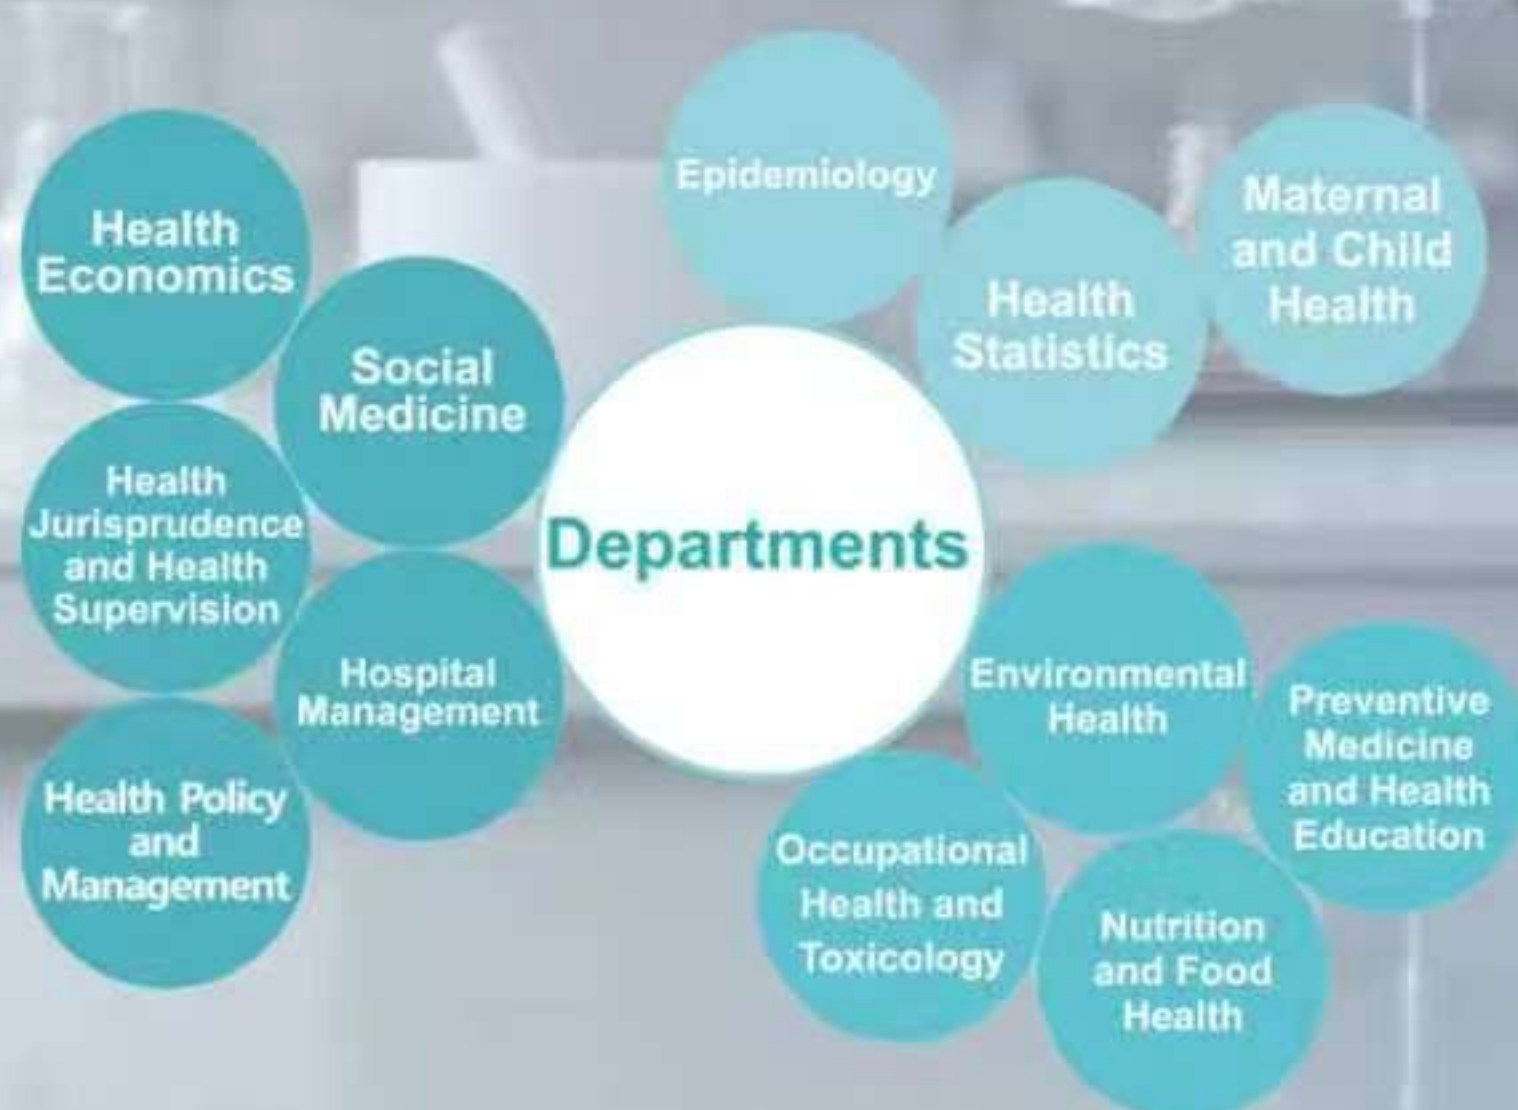 Health
Economics
Social
Medicine
Health
Jurisprudence
and Health
Supervision
Hospital
Management
Health Policy
and
Management
Departments
Epidemiology
Health
Statistics
Maternal
and Child
Health
Environmental
Health
Preventive
Medicine
and Health
Education
Occupational
Health and
Toxicology
Nutrition
and Food
Health